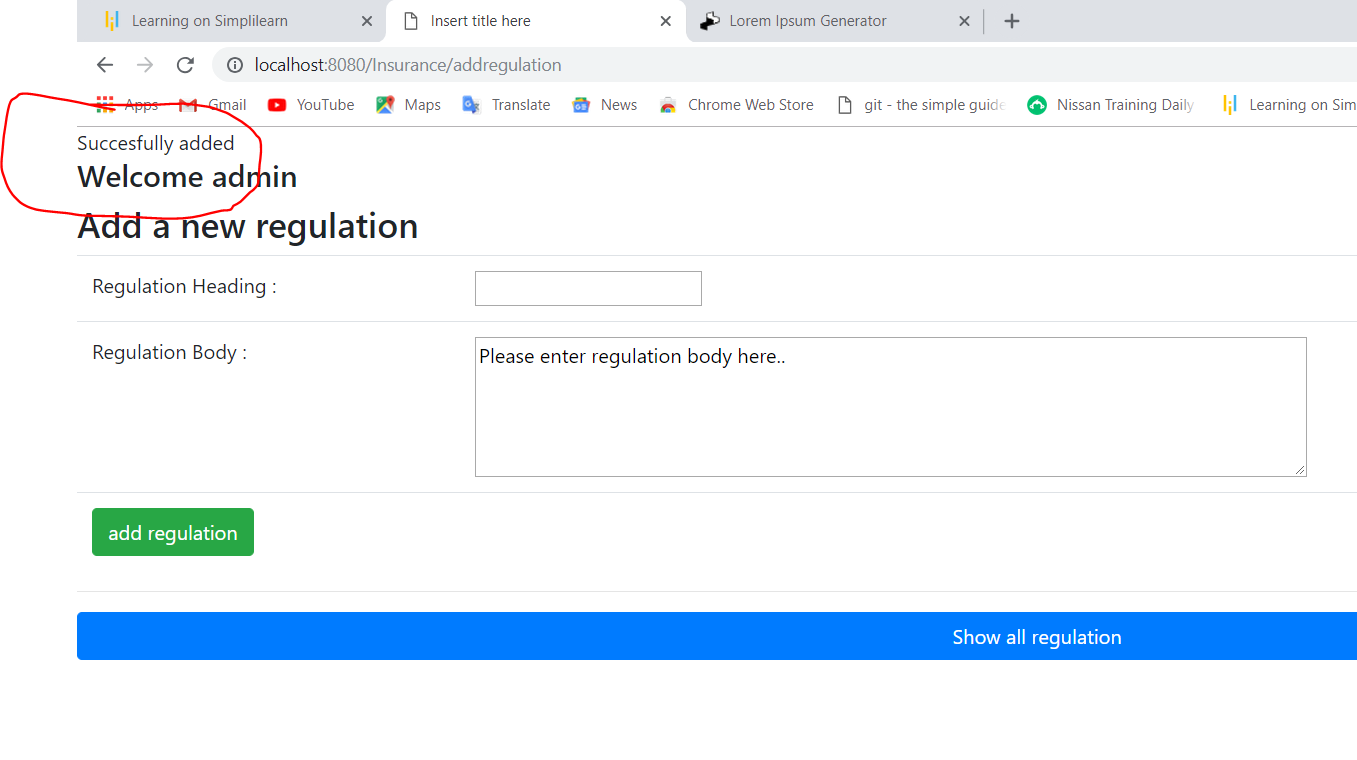 Learning on Simplilearn
Insert title here
Lorem Ipsum Generator
localhost:8080/Insurance/addregulation
Apps Gmail YouTube Maps Translate News Chrome Web Store git - the simple guide Nissan Training Daily Learning on Sim
Succesfully added
Welcome admin
Add a new regulation
Regulation Heading :
Regulation Body :
Please enter regulation body here..
add regulation
Show all regulation